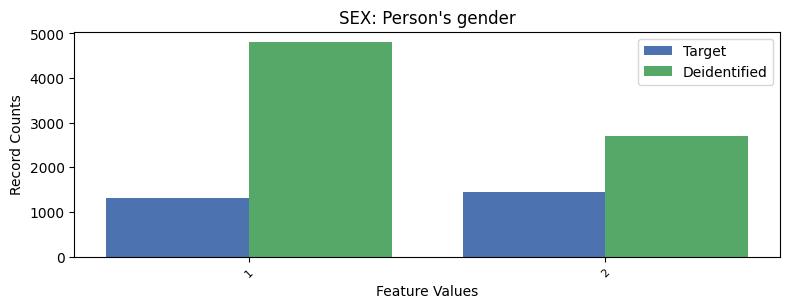 SEX: Person's gender
Record Counts
5000
4000
3000
2000
1000
0
Target
Deidentified
1
2
Feature Values